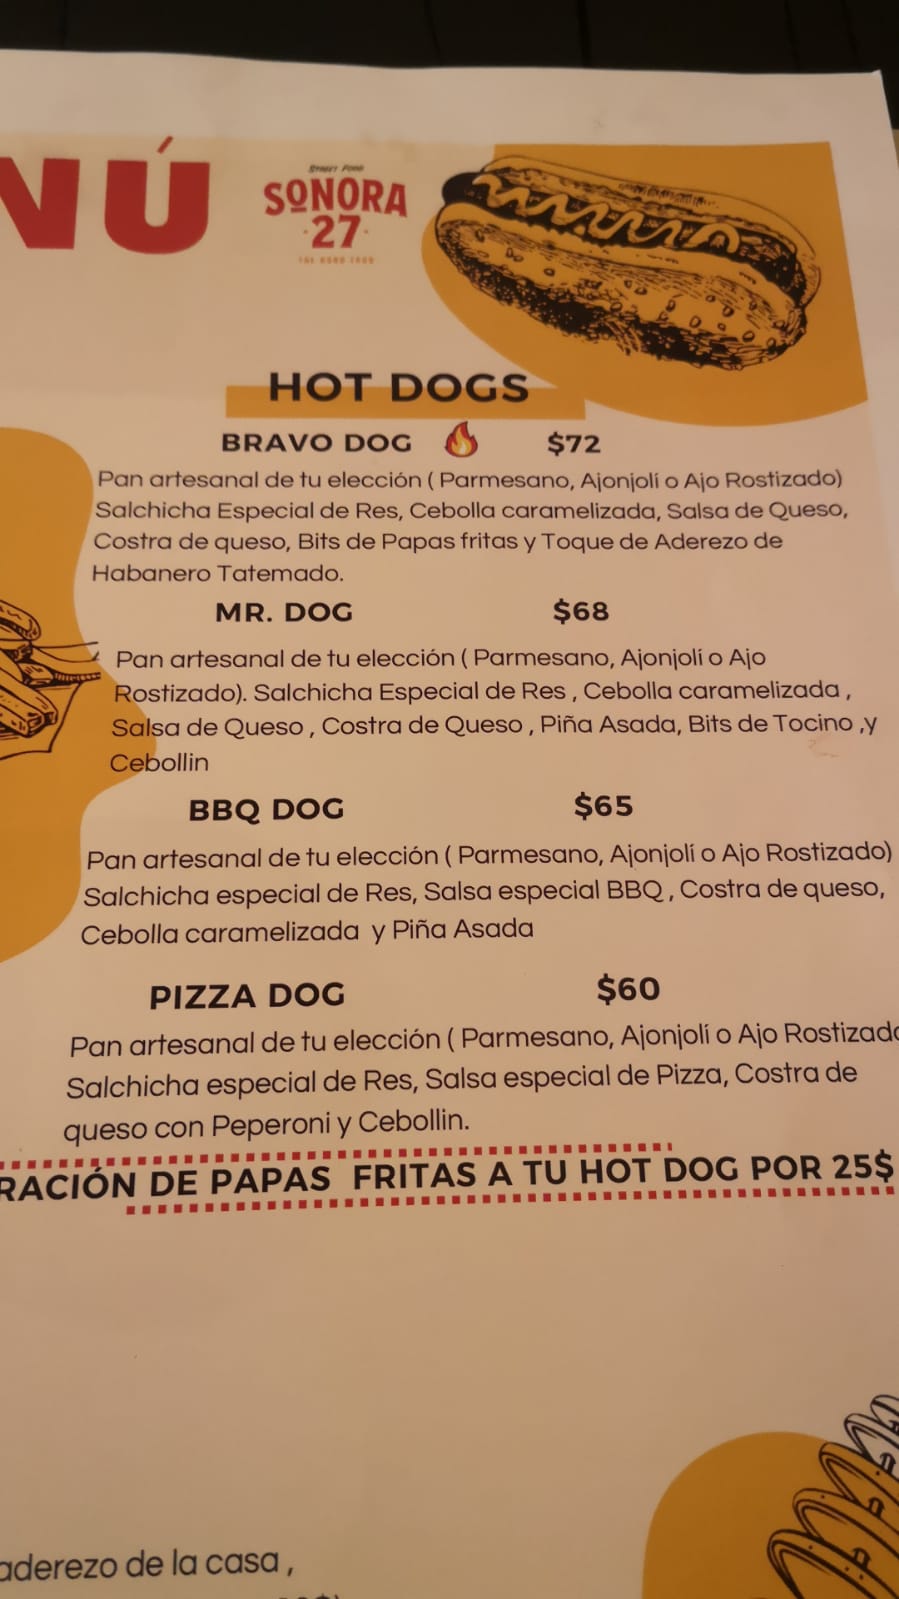 NÚ
STREET FOOD
SONORA
·27·
HOT DOGS
BRAVO DOG 🔥 $72
Pan artesanal de tu elección ( Parmesano, Ajonjolí o Ajo Rostizado)
Salchicha Especial de Res, Cebolla caramelizada, Salsa de Queso,
Costra de queso, Bits de Papas fritas y Toque de Aderezo de
Habanero Tatemado.
MR. DOG $68
Pan artesanal de tu elección ( Parmesano, Ajonjolí o Ajo
Rostizado). Salchicha Especial de Res , Cebolla caramelizada ,
Salsa de Queso , Costra de Queso , Piña Asada, Bits de Tocino ,y
Cebollin
BBQ DOG $65
Pan artesanal de tu elección ( Parmesano, Ajonjolí o Ajo Rostizado)
Salchicha especial de Res, Salsa especial BBQ , Costra de queso,
Cebolla caramelizada y Piña Asada
PIZZA DOG $60
Pan artesanal de tu elección ( Parmesano, Ajonjolí o Ajo Rostizado
Salchicha especial de Res, Salsa especial de Pizza, Costra de
queso con Peperoni y Cebollin.
RACIÓN DE PAPAS FRITAS A TU HOT DOG POR 25$
aderezo de la casa ,